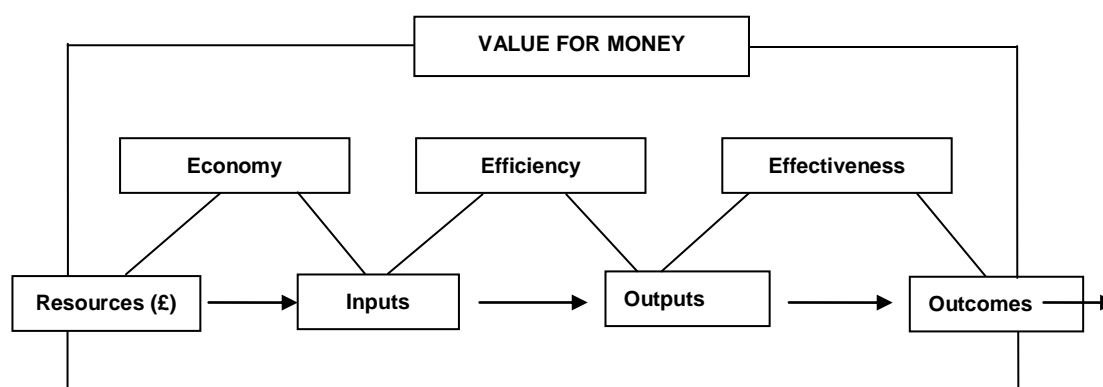 VALUE FOR MONEY
Economy
Efficiency
Effectiveness
Resources (£)
Inputs
Outputs
Outcomes